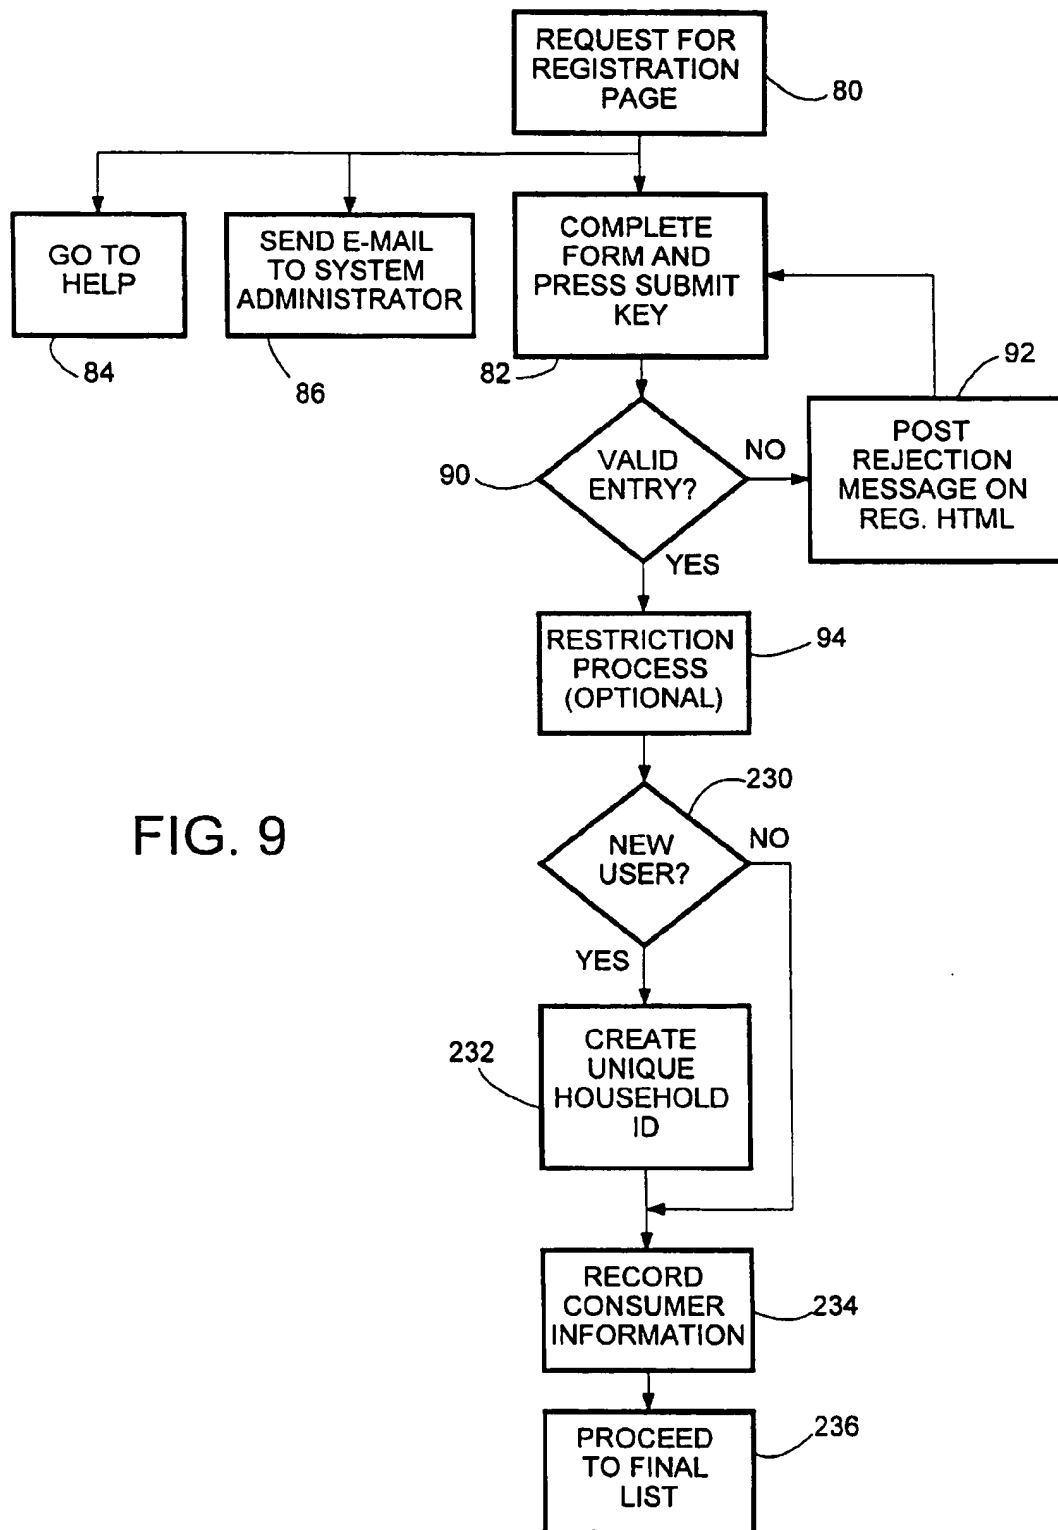 REQUEST FOR
REGISTRATION
PAGE
80
GO TO
HELP
84
SEND E-MAIL
TO SYSTEM
ADMINISTRATOR
86
COMPLETE
FORM AND
PRESS SUBMIT
KEY
82
92
POST
REJECTION
MESSAGE ON
REG. HTML
90
VALID
ENTRY?
NO
YES
RESTRICTION
PROCESS
(OPTIONAL)
94
230
NEW
USER?
NO
YES
FIG. 9
232
CREATE
UNIQUE
HOUSEHOLD
ID
RECORD
CONSUMER
INFORMATION
234
PROCEED
TO FINAL
LIST
236